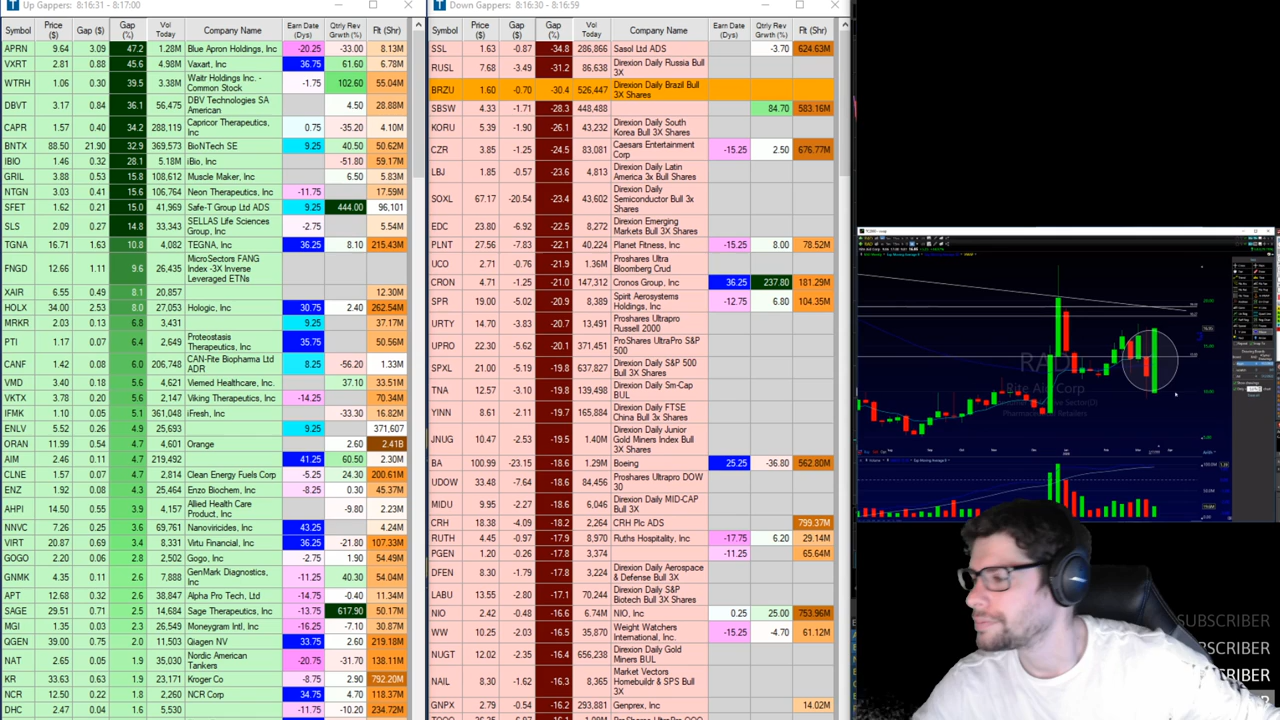 Up Gappers: 8:16:31 - 8:17:00
Symbol Price ($) Gap ($) Gap (%) Vol Today Company Name Earn Date (Dys) Qtrly Rev Grwth (%) Flt (Shr)
APRN 9.64 3.09 47.2 1.28M Blue Apron Holdings, Inc -20.25 -33.00 8.13M
VXRT 2.81 0.88 45.6 4.98M Vaxart, Inc 36.75 61.60 6.78M
WTRH 1.06 0.30 39.5 3.38M Waitr Holdings Inc. - Common Stock -1.75 102.60 55.04M
DBVT 3.17 0.84 36.1 56,475 DBV Technologies SA American 4.50 28.88M
CAPR 1.57 0.40 34.2 288,119 Capricor Therapeutics, Inc 0.75 -35.20 4.10M
BNTX 88.50 21.90 32.9 369,573 BioNTech SE 9.25 40.50 50.62M
IBIO 1.46 0.32 28.1 5.18M iBio, Inc -51.80 59.17M
GRIL 3.88 0.53 15.8 108,612 Muscle Maker, Inc 6.50 5.83M
NTGN 3.03 0.41 15.6 106,764 Neon Therapeutics, Inc -11.75 17.59M
SFET 1.62 0.21 15.0 41,969 Safe-T Group Ltd ADS 9.25 444.00 96,101
SLS 2.09 0.27 14.8 33,343 SELLAS Life Sciences Group, Inc -2.75 5.54M
TGNA 16.71 1.63 10.8 TEGNA, Inc 36.25 8.10 215.43M
FNGD 12.66 1.11 9.6 26,435 MicroSectors FANG Index -3X Inverse Leveraged ETNs
XAIR 0.49 8.1 20,857 12.30M
HOLX 34.00 2.53 8.0 27,053 Hologic, Inc 30.75 2.40 262.54M
MRKR 2.03 0.13 6.8 3,431 9.25 37.17M
PTI 1.17 0.07 6.4 2,649 Proteostasis Therapeutics, Inc 35.75 50.56M
CANF 1.42 0.08 6.0 206,748 CAN-Fite Biopharma Ltd ADR 8.25 -56.20 1.33M
VMD 3.40 0.18 5.6 4,621 Viemed Healthcare, Inc. 37.10 33.51M
VKTX 3.78 0.20 5.6 2,247 Viking Therapeutics, Inc -14.25 70.34M
IFMK 1.10 0.05 5.1 361,048 iFresh, Inc -33.30 16.82M
ENLV 5.52 0.26 4.9 25,693 9.25 371,607
ORAN 11.99 0.54 4.7 4,601 Orange 2.60 2.41B
AIM 2.46 0.11 4.7 219,492 41.25 60.50 2.30M
CLNE 1.57 0.07 4.7 2,814 Clean Energy Fuels Corp -5.25 24.30 200.61M
ENZ 1.92 0.08 4.3 25,464 Enzo Biochem, Inc -8.25 0.30 45.37M
AHPI 14.50 0.55 3.9 4,157 Allied Health Care Product, Inc -9.80 2.23M
NNVC 7.26 0.25 3.6 69,761 Nanoviricides, Inc 43.25 4.24M
VIRT 20.87 0.69 3.4 8,331 Virtu Financial, Inc 36.25 -21.80 107.33M
GOGO 2.20 0.06 2.8 2,502 Gogo, Inc -2.75 1.90 54.49M
GNMK 4.35 0.11 2.6 7,888 GenMark Diagnostics, Inc -11.25 40.30 54.04M
APT 12.68 0.32 2.6 38,847 Alpha Pro Tech, Ltd -14.75 -0.40 11.34M
SAGE 29.51 0.71 2.5 14,684 Sage Therapeutics, Inc -13.75 617.90 50.17M
MGI 1.35 0.03 2.3 26,549 Moneygram Intl, Inc -16.25 -7.10 30.87M
QGEN 39.00 0.75 2.0 1,503 Qiagen NV 33.75 2.60 219.18M
NAT 2.65 0.05 1.9 35,030 Nordic American Tankers -20.75 -31.70 138.11M
KR 33.63 0.63 1.9 23,171 Kroger Co -8.75 2.90 792.20M
NCR 12.50 0.22 1.8 2,260 NCR Corp 34.75 4.70 118.37M
DHC 2.47 0.04 1.6 5,530 -11.75 -10.20 234.72M
Down Gappers: 8:16:30 - 8:16:59
Symbol Price ($) Gap ($) Gap (%) Vol Today Company Name Earn Date (Dys) Qtrly Rev Grwth (%) Flt (Shr)
SSL 1.63 -0.87 -34.8 286,866 Sasol Ltd ADS -3.70 624.63M
RUSL 7.68 -3.49 -31.2 86,638 Direxion Daily Russia Bull 3X
BRZU 1.60 -0.70 -30.4 526,447 Direxion Daily Brazil Bull 3X Shares
SBSW 4.33 -1.71 -28.3 448,488 84.70 583.16M
KORU 5.39 -1.90 -26.1 43,232 Direxion Daily South Korea Bull 3X Shares
CZR 3.85 -1.25 -24.5 83,081 Caesars Entertainment Corp -15.25 2.50 676.77M
LBJ 1.85 -0.57 -23.6 4,813 Direxion Daily Latin America 3x Bull Shares
SOXL 67.17 -20.54 -23.4 43,602 Direxion Daily Semiconductor Bull 3x Shares
EDC -22.5 Direxion Emerging Markets Bull 3X Shares
PLNT -22.1 Planet Fitness, Inc -15.25 8.00 78.52M
UCO -21.9 1.36M Proshares Ultra Bloomberg Crud
CRON 4.71 -1.25 -21.0 147,312 Cronos Group, Inc 36.25 237.80 181.29M
SPR -20.9 8,389 Spirit Aerosystems Holdings, Inc -12.75 6.80 104.35M
URTY 14.70 -3.83 -20.7 13,491 Proshares Ultrapro Russell 2000
UPRO 22.30 -5.62 -20.1 371,451 ProShares UltraPro S&P 500
SPXL 21.00 -5.19 -19.8 637,827 Direxion Daily S&P 500 Bull 3X Shares
TNA 12.57 -3.10 -19.8 139,498 Direxion Daily Sm-Cap BUL
YINN 8.61 -2.11 -19.7 165,884 Direxion Daily FTSE China Bull 3x Shares
JNUG 10.47 -2.53 -19.5 1.40M Direxion Daily Junior Gold Miners Index Bull 3X Shares
BA -23.15 -18.6 1.29M Boeing 25.25 -36.80 562.80M
UDOW 33.48 -7.64 -18.6 84,456 Proshares Ultrapro DOW 30
MIDU 9.95 -2.27 -18.6 6,046 Direxion Daily MID-CAP Bull 3X
CRH 18.39 -4.09 -18.2 2,264 CRH Plc ADS 799.37M
RUTH 4.45 -0.97 -17.9 8,970 Ruths Hospitality, Inc -17.75 6.20 29.14M
PGEN 1.20 -0.26 -17.8 3,374 -11.25 65.64M
DFEN 8.30 -1.79 -17.8 3,224 Direxion Daily Aerospace & Defense Bull 3X
LABU 13.55 -2.80 -17.1 70,244 Direxion Daily S&P Biotech Bull 3X Shares
NIO 2.42 -0.48 -16.6 6.74M NIO, Inc 0.25 25.00 753.96M
WW 10.25 -2.03 -16.5 35,870 Weight Watchers International, Inc. -15.25 -4.70 61.12M
NUGT 12.02 -2.35 -16.4 656,238 Direxion Daily Gold Miners BUL
NAIL 8.30 -1.62 -16.3 8,365 Market Vectors Homebuildr & SPS Bull 3X
GNPX 2.79 -0.54 -16.2 293,881 Genprex, Inc 14.02M
RAD
Rite Aid Corp
SUBSCRIBER
SUBSCRIBER
SUBSCRIBER